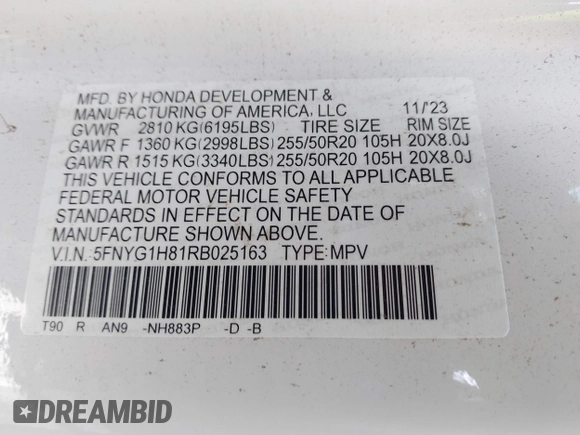 MFD. BY HONDA DEVELOPMENT &
MANUFACTURING OF AMERICA, LLC 11/'23
GVWR 2810 KG(6195LBS) TIRE SIZE RIM SIZE
GAWR F 1360 KG(2998LBS) 255/50R20 105H 20X8.0J
GAWR R 1515 KG(3340LBS) 255/50R20 105H 20X8.0J
THIS VEHICLE CONFORMS TO ALL APPLICABLE
FEDERAL MOTOR VEHICLE SAFETY
STANDARDS IN EFFECT ON THE DATE OF
MANUFACTURE SHOWN ABOVE.
V.I.N.:5FNYG1H81RB025163 TYPE:MPV
T90 R AN9 -NH883P -D -B
DREAMBID